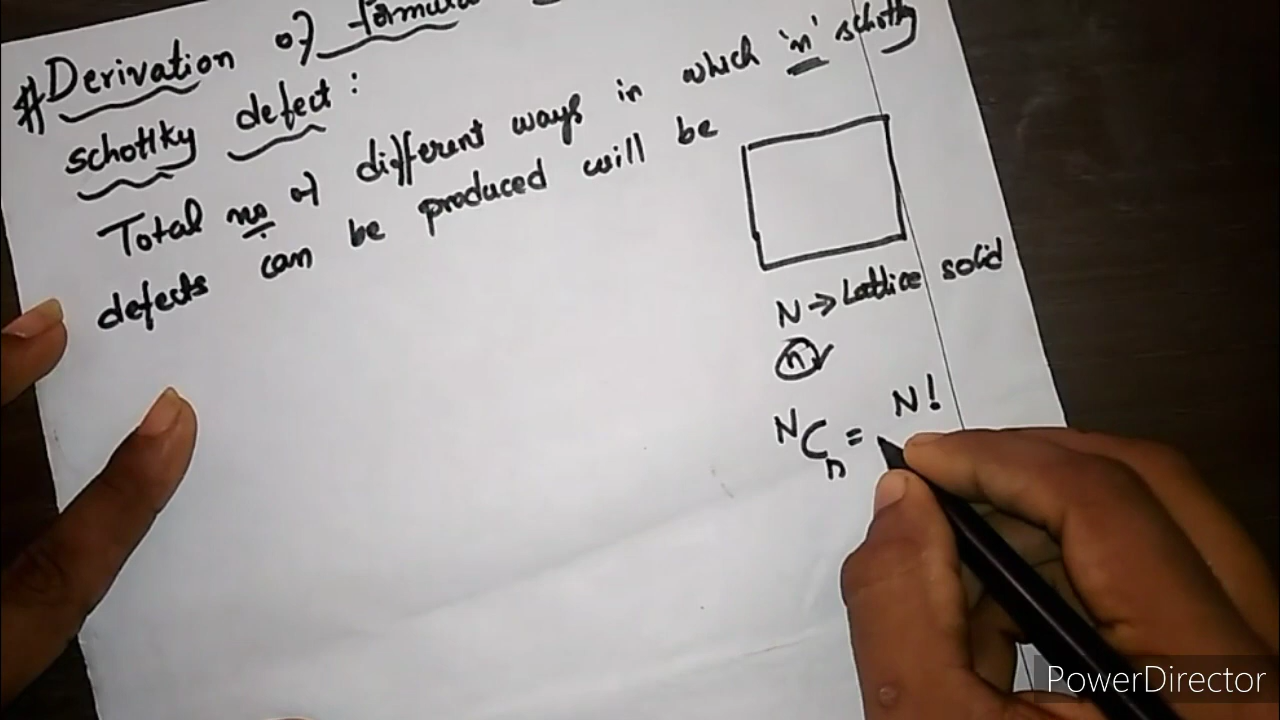 #Derivation of formula
schottky defect :
Total no of different ways in which 'n' schottky
defects can be produced will be
N → Lattice solid
n
NCn = N!
PowerDirector